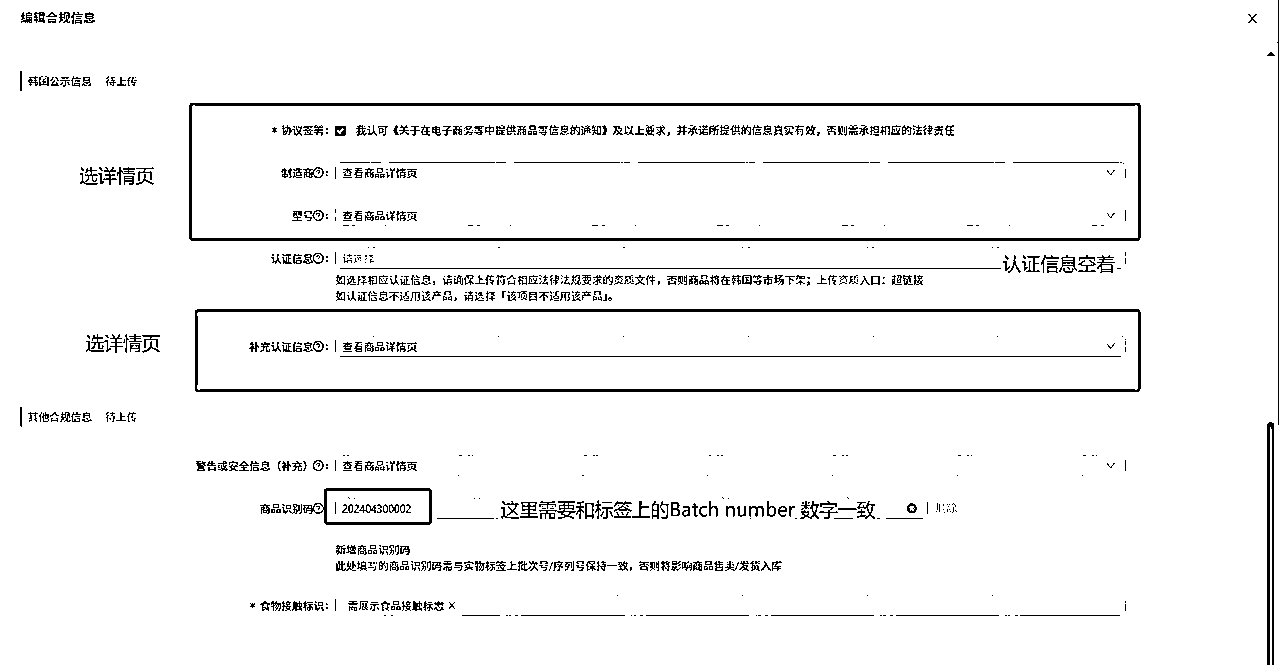 编辑合规信息
韩国公示信息 待上传
* 协议签署: 我认可《关于在电子商务等中提供商品等信息的通知》及以上要求，并承诺所提供的信息真实有效，否则需承担相应的法律责任
选详情页
制造商?: 查看商品详情页
型号?: 查看商品详情页
认证信息?: 请选择
认证信息空着
如选择相应认证信息，请确保上传符合相应法律法规要求的资质文件，否则商品将在韩国等市场下架；上传资质入口：超链接
如认证信息不适用该产品，请选择「该项目不适用该产品」。
选详情页
补充认证信息?: 查看商品详情页
其他合规信息 待上传
警告或安全信息（补充）?: 查看商品详情页
商品识别码?: 202404300002 这里需要和标签上的Batch number 数字一致 删除
新增商品识别码
此处填写的商品识别码需与实物标签上批次号/序列号保持一致，否则将影响商品售卖/发货入库
* 食物接触标识: 需展示食品接触标志 ×